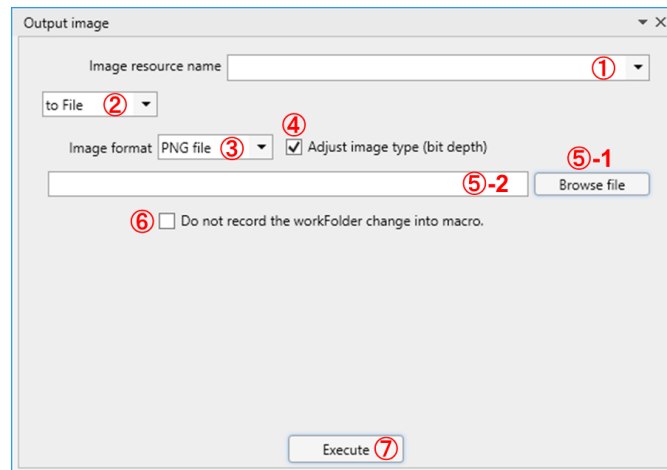 Output image
Image resource name ①
to File ②
④
Image format PNG file ③ Adjust image type (bit depth)
⑤-1
⑤-2 Browse file
⑥ Do not record the workFolder change into macro.
Execute ⑦